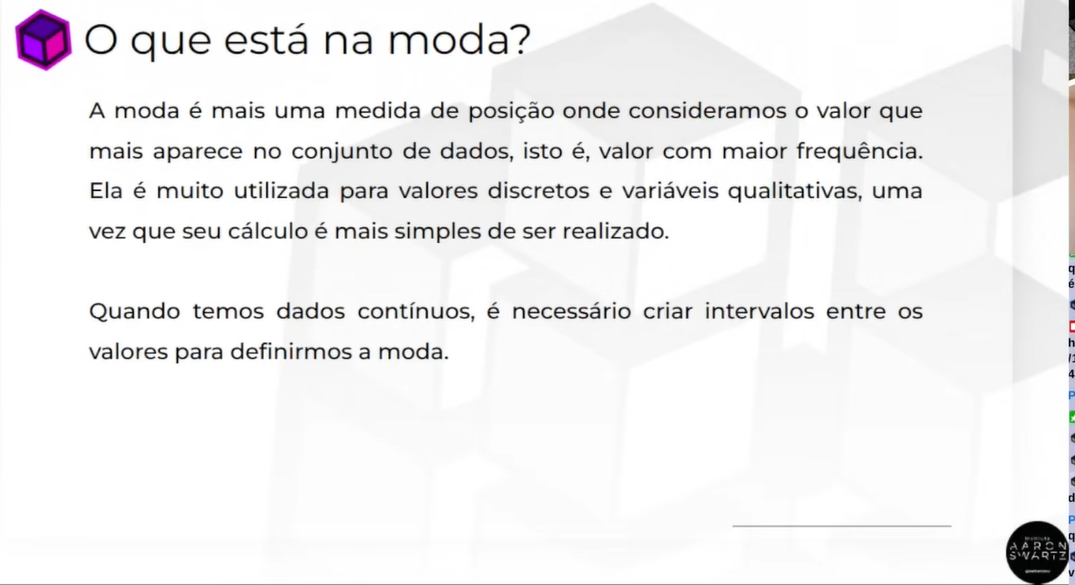 O que está na moda?
A moda é mais uma medida de posição onde consideramos o valor que
mais aparece no conjunto de dados, isto é, valor com maior frequência.
Ela é muito utilizada para valores discretos e variáveis qualitativas, uma
vez que seu cálculo é mais simples de ser realizado.
Quando temos dados contínuos, é necessário criar intervalos entre os
valores para definirmos a moda.
AARON
SWARTZ